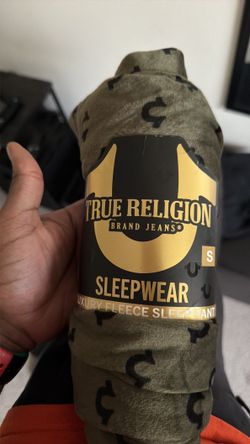 TRUE RELIGION
BRAND JEANS®
S
SLEEPWEAR
LUXURY FLEECE SLEEP PANT